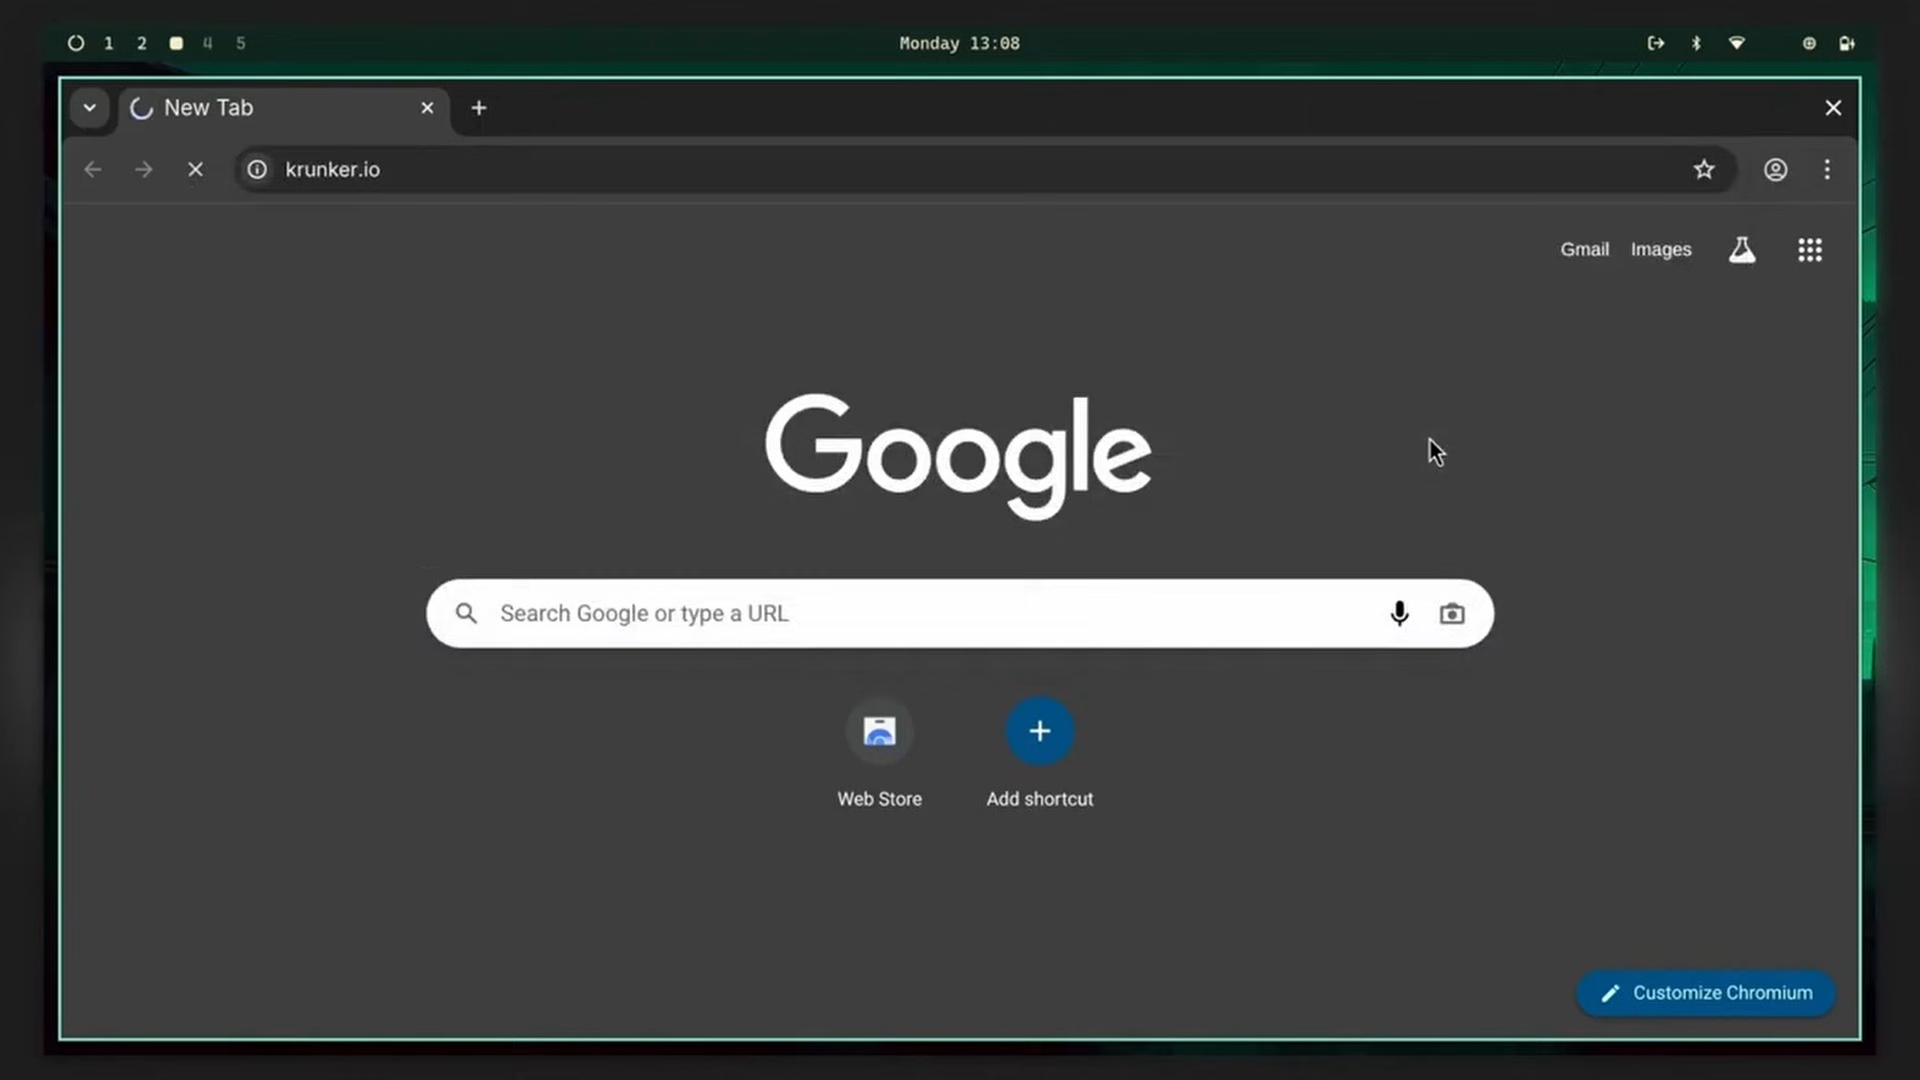 1 2 4 5 Monday 13:08
New Tab
krunker.io
Gmail Images
Google
Search Google or type a URL
Web Store Add shortcut
Customize Chromium